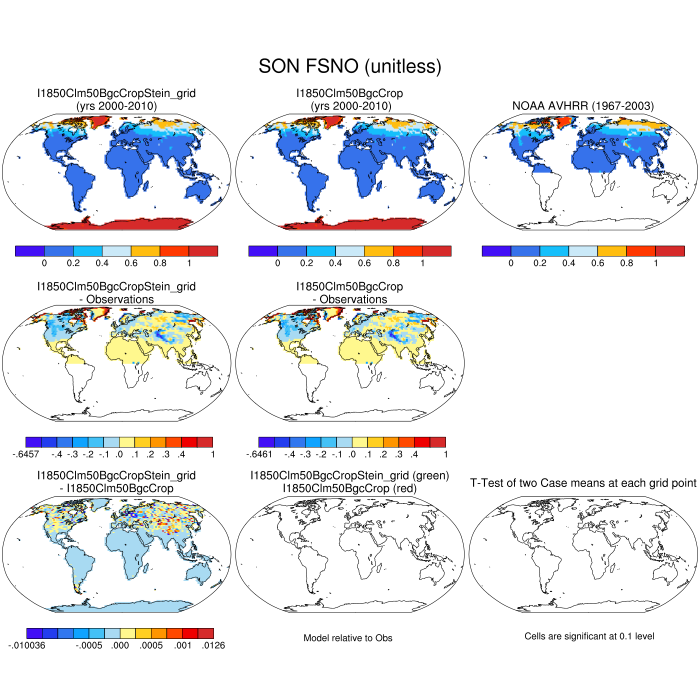 SON FSNO (unitless)
I1850Clm50BgcCropStein_grid
(yrs 2000-2010)
I1850Clm50BgcCrop
(yrs 2000-2010)
NOAA AVHRR (1967-2003)
0 0.2 0.4 0.6 0.8 1
0 0.2 0.4 0.6 0.8 1
0 0.2 0.4 0.6 0.8 1
I1850Clm50BgcCropStein_grid
- Observations
I1850Clm50BgcCrop
- Observations
-.6457 -.4 -.3 -.2 -.1 .0 .1 .2 .3 .4 1
-.6461 -.4 -.3 -.2 -.1 .0 .1 .2 .3 .4 1
I1850Clm50BgcCropStein_grid
- I1850Clm50BgcCrop
I1850Clm50BgcCropStein_grid (green)
I1850Clm50BgcCrop (red)
T-Test of two Case means at each grid point
-.010036 -.0005 .000 .0005 .001 .0126
Model relative to Obs
Cells are significant at 0.1 level